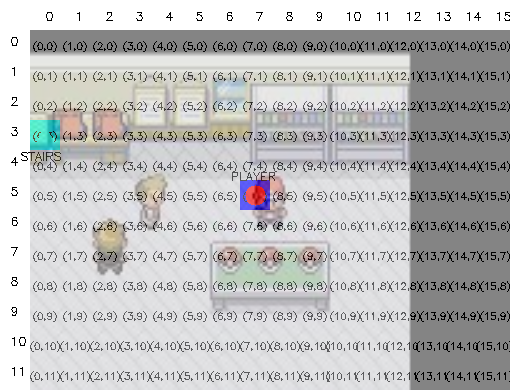 0 1 2 3 4 5 6 7 8 9 10 11 12 13 14 15
0 (0,0) (1,0) (2,0) (3,0) (4,0) (5,0) (6,0) (7,0) (8,0) (9,0) (10,0) (11,0) (12,0) (13,0) (14,0) (15,0)
1 (0,1) (1,1) (2,1) (3,1) (4,1) (5,1) (6,1) (7,1) (8,1) (9,1) (10,1) (11,1) (12,1) (13,1) (14,1) (15,1)
2 (0,2) (1,2) (2,2) (3,2) (4,2) (5,2) (6,2) (7,2) (8,2) (9,2) (10,2) (11,2) (12,2) (13,2) (14,2) (15,2)
3 (1,3) (2,3) (3,3) (4,3) (5,3) (6,3) (7,3) (8,3) (9,3) (10,3) (11,3) (12,3) (13,3) (14,3) (15,3)
STAIRS
4 (0,4) (1,4) (2,4) (3,4) (4,4) (5,4) (6,4) (7,4) (8,4) (9,4) (10,4) (11,4) (12,4) (13,4) (14,4) (15,4)
PLAYER
5 (0,5) (1,5) (2,5) (3,5) (4,5) (5,5) (6,5) (8,5) (9,5) (10,5) (11,5) (12,5) (13,5) (14,5) (15,5)
6 (0,6) (1,6) (2,6) (3,6) (4,6) (5,6) (6,6) (7,6) (8,6) (9,6) (10,6) (11,6) (12,6) (13,6) (14,6) (15,6)
7 (0,7) (1,7) (2,7) (3,7) (4,7) (5,7) (6,7) (7,7) (8,7) (9,7) (10,7) (11,7) (12,7) (13,7) (14,7) (15,7)
8 (0,8) (1,8) (2,8) (3,8) (4,8) (5,8) (6,8) (7,8) (8,8) (9,8) (10,8) (11,8) (12,8) (13,8) (14,8) (15,8)
9 (0,9) (1,9) (2,9) (3,9) (4,9) (5,9) (6,9) (7,9) (8,9) (9,9) (10,9) (11,9) (12,9) (13,9) (14,9) (15,9)
10 (0,10) (1,10) (2,10) (3,10) (4,10) (5,10) (6,10) (7,10) (8,10) (9,10) (10,10) (11,10) (12,10) (13,10) (14,10) (15,10)
11 (0,11) (1,11) (2,11) (3,11) (4,11) (5,11) (6,11) (7,11) (8,11) (9,11) (10,11) (11,11) (12,11) (13,11) (14,11) (15,11)